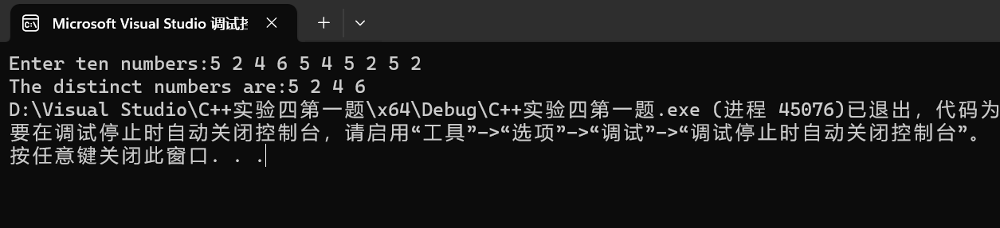 Microsoft Visual Studio 调试
Enter ten numbers:5 2 4 6 5 4 5 2 5 2
The distinct numbers are:5 2 4 6
D:\Visual Studio\C++实验四第一题\x64\Debug\C++实验四第一题.exe (进程 45076)已退出，代码为
要在调试停止时自动关闭控制台，请启用“工具”->“选项”->“调试”->“调试停止时自动关闭控制台”。
按任意键关闭此窗口. . .